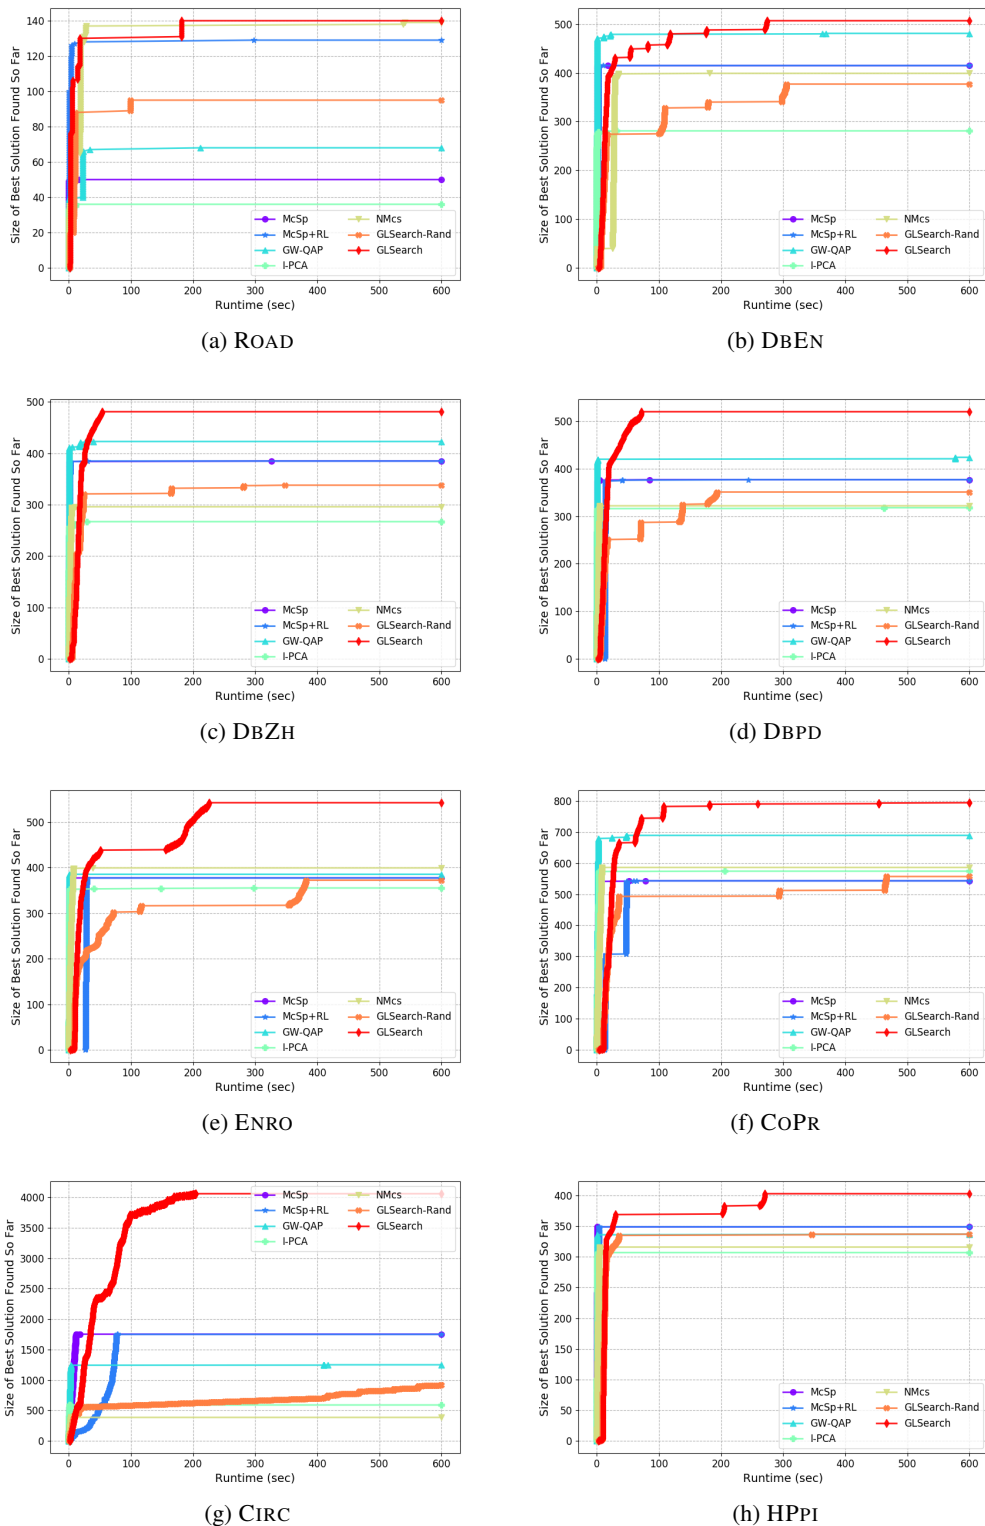 140
120
100
80
60
40
20
0
Size of Best Solution Found So Far
McSp
McSp+RL
GW-QAP
I-PCA
NMcs
GLSearch-Rand
GLSearch
0 100 200 300 400 500 600
Runtime (sec)
(a) ROAD
500
400
300
200
100
0
Size of Best Solution Found So Far
McSp
McSp+RL
GW-QAP
I-PCA
NMcs
GLSearch-Rand
GLSearch
0 100 200 300 400 500 600
Runtime (sec)
(b) DBEN
500
400
300
200
100
0
Size of Best Solution Found So Far
McSp
McSp+RL
GW-QAP
I-PCA
NMcs
GLSearch-Rand
GLSearch
0 100 200 300 400 500 600
Runtime (sec)
(c) DBZH
500
400
300
200
100
0
Size of Best Solution Found So Far
McSp
McSp+RL
GW-QAP
I-PCA
NMcs
GLSearch-Rand
GLSearch
0 100 200 300 400 500 600
Runtime (sec)
(d) DBPD
500
400
300
200
100
0
Size of Best Solution Found So Far
McSp
McSp+RL
GW-QAP
I-PCA
NMcs
GLSearch-Rand
GLSearch
0 100 200 300 400 500 600
Runtime (sec)
(e) ENRO
800
700
600
500
400
300
200
100
0
Size of Best Solution Found So Far
McSp
McSp+RL
GW-QAP
I-PCA
NMcs
GLSearch-Rand
GLSearch
0 100 200 300 400 500 600
Runtime (sec)
(f) COPR
4000
3500
3000
2500
2000
1500
1000
500
0
Size of Best Solution Found So Far
McSp
McSp+RL
GW-QAP
I-PCA
NMcs
GLSearch-Rand
GLSearch
0 100 200 300 400 500 600
Runtime (sec)
(g) CIRC
400
350
300
250
200
150
100
50
0
Size of Best Solution Found So Far
McSp
McSp+RL
GW-QAP
I-PCA
NMcs
GLSearch-Rand
GLSearch
0 100 200 300 400 500 600
Runtime (sec)
(h) HPPI